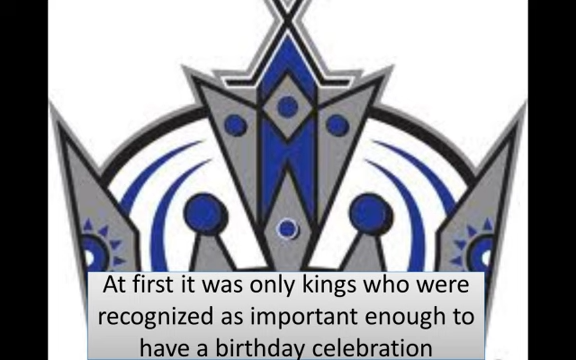 At first it was only kings who were
recognized as important enough to
have a birthday celebration